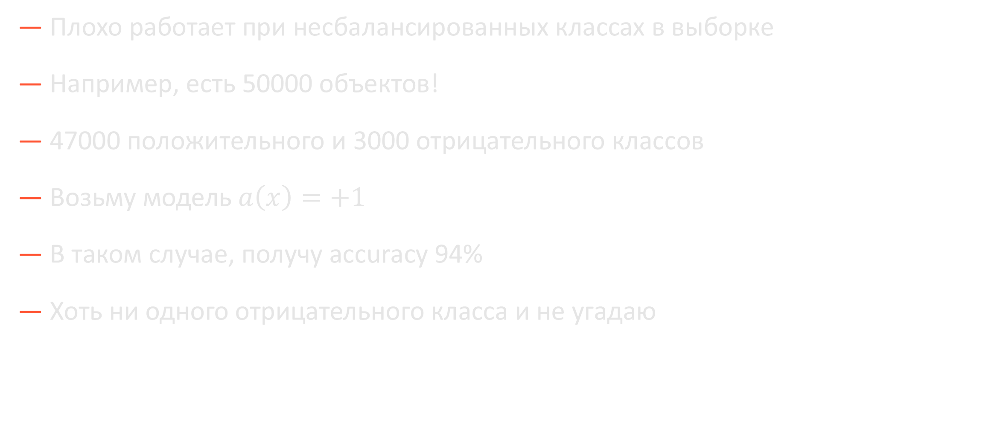 — Плохо работает при несбалансированных классах в выборке
— Например, есть 50000 объектов!
— 47000 положительного и 3000 отрицательного классов
— Возьму модель a(x) = +1
— В таком случае, получу accuracy 94%
— Хоть ни одного отрицательного класса и не угадаю